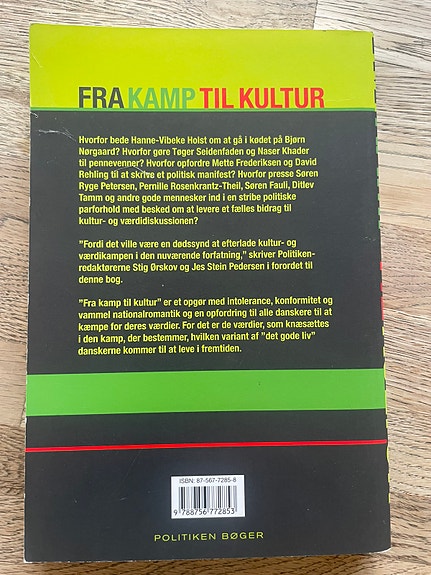 FRA KAMP TIL KULTUR
Hvorfor bede Hanne-Vibeke Holst om at gå i kødet på Bjørn
Nørgaard? Hvorfor gøre Tøger Seidenfaden og Naser Khader
til pennevenner? Hvorfor opfordre Mette Frederiksen og David
Rehling til at skrive et politisk manifest? Hvorfor presse Søren
Ryge Petersen, Pernille Rosenkrantz-Theil, Søren Fauli, Ditlev
Tamm og andre gode mennesker ind i en stribe politiske
parforhold med besked om at levere et fælles bidrag til
kultur- og værdidiskussionen?
"Fordi det ville være en dødssynd at efterlade kultur- og
værdikampen i den nuværende forfatning," skriver Politiken-
redaktørerne Stig Ørskov og Jes Stein Pedersen i forordet til
denne bog.
"Fra kamp til kultur" er et opgør med intolerance, konformitet og
vammel nationalromantik og en opfordring til alle danskere til at
kæmpe for deres værdier. For det er de værdier, som knæsættes
i den kamp, der bestemmer, hvilken variant af "det gode liv"
danskerne kommer til at leve i fremtiden.
ISBN: 87-567-7285-8
9 788756 772853
POLITIKEN BØGER